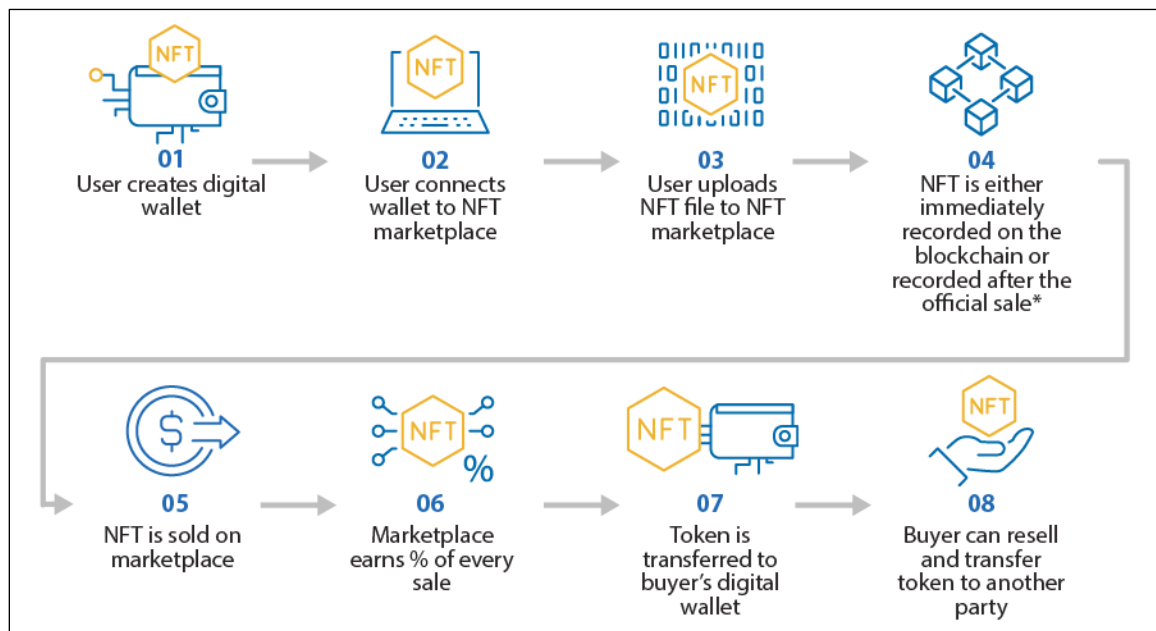 NFT
01
User creates digital
wallet
NFT
02
User connects
wallet to NFT
marketplace
NFT
03
User uploads
NFT file to NFT
marketplace
04
NFT is either
immediately
recorded on the
blockchain or
recorded after the
official sale*
$
05
NFT is sold on
marketplace
NFT
%
06
Marketplace
earns % of every
sale
NFT
07
Token is
transferred to
buyer's digital
wallet
NFT
08
Buyer can resell
and transfer
token to another
party